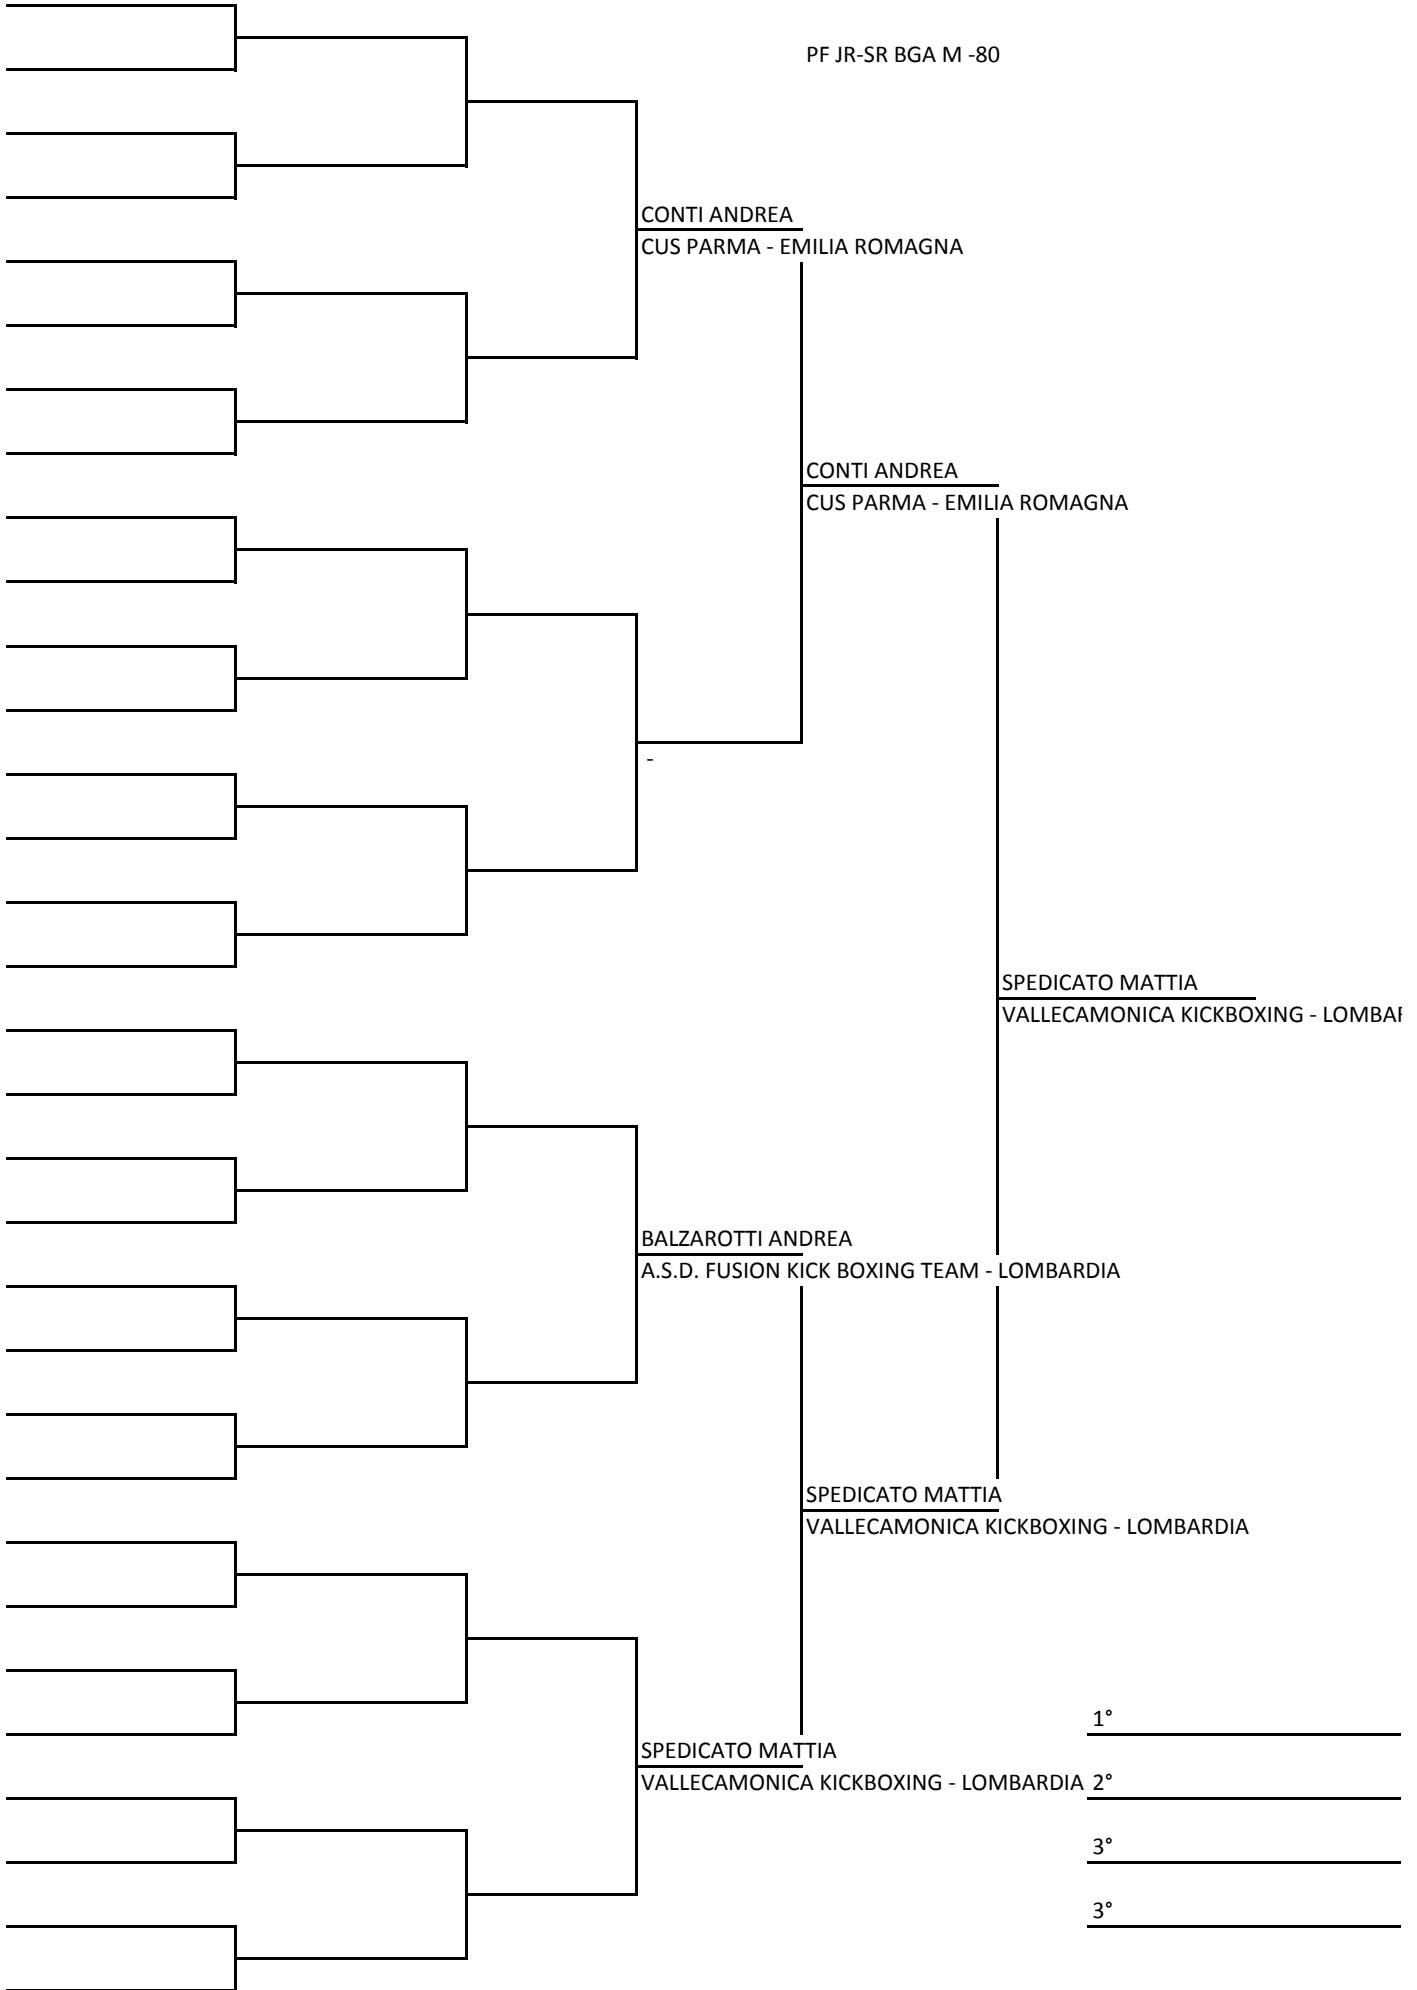 PF JR-SR BGA M -80
CONTI ANDREA
CUS PARMA - EMILIA ROMAGNA
CONTI ANDREA
CUS PARMA - EMILIA ROMAGNA
-
SPEDICATO MATTIA
VALLECAMONICA KICKBOXING - LOMBAR
BALZAROTTI ANDREA
A.S.D. FUSION KICK BOXING TEAM - LOMBARDIA
SPEDICATO MATTIA
VALLECAMONICA KICKBOXING - LOMBARDIA
1°
SPEDICATO MATTIA
VALLECAMONICA KICKBOXING - LOMBARDIA 2°
3°
3°